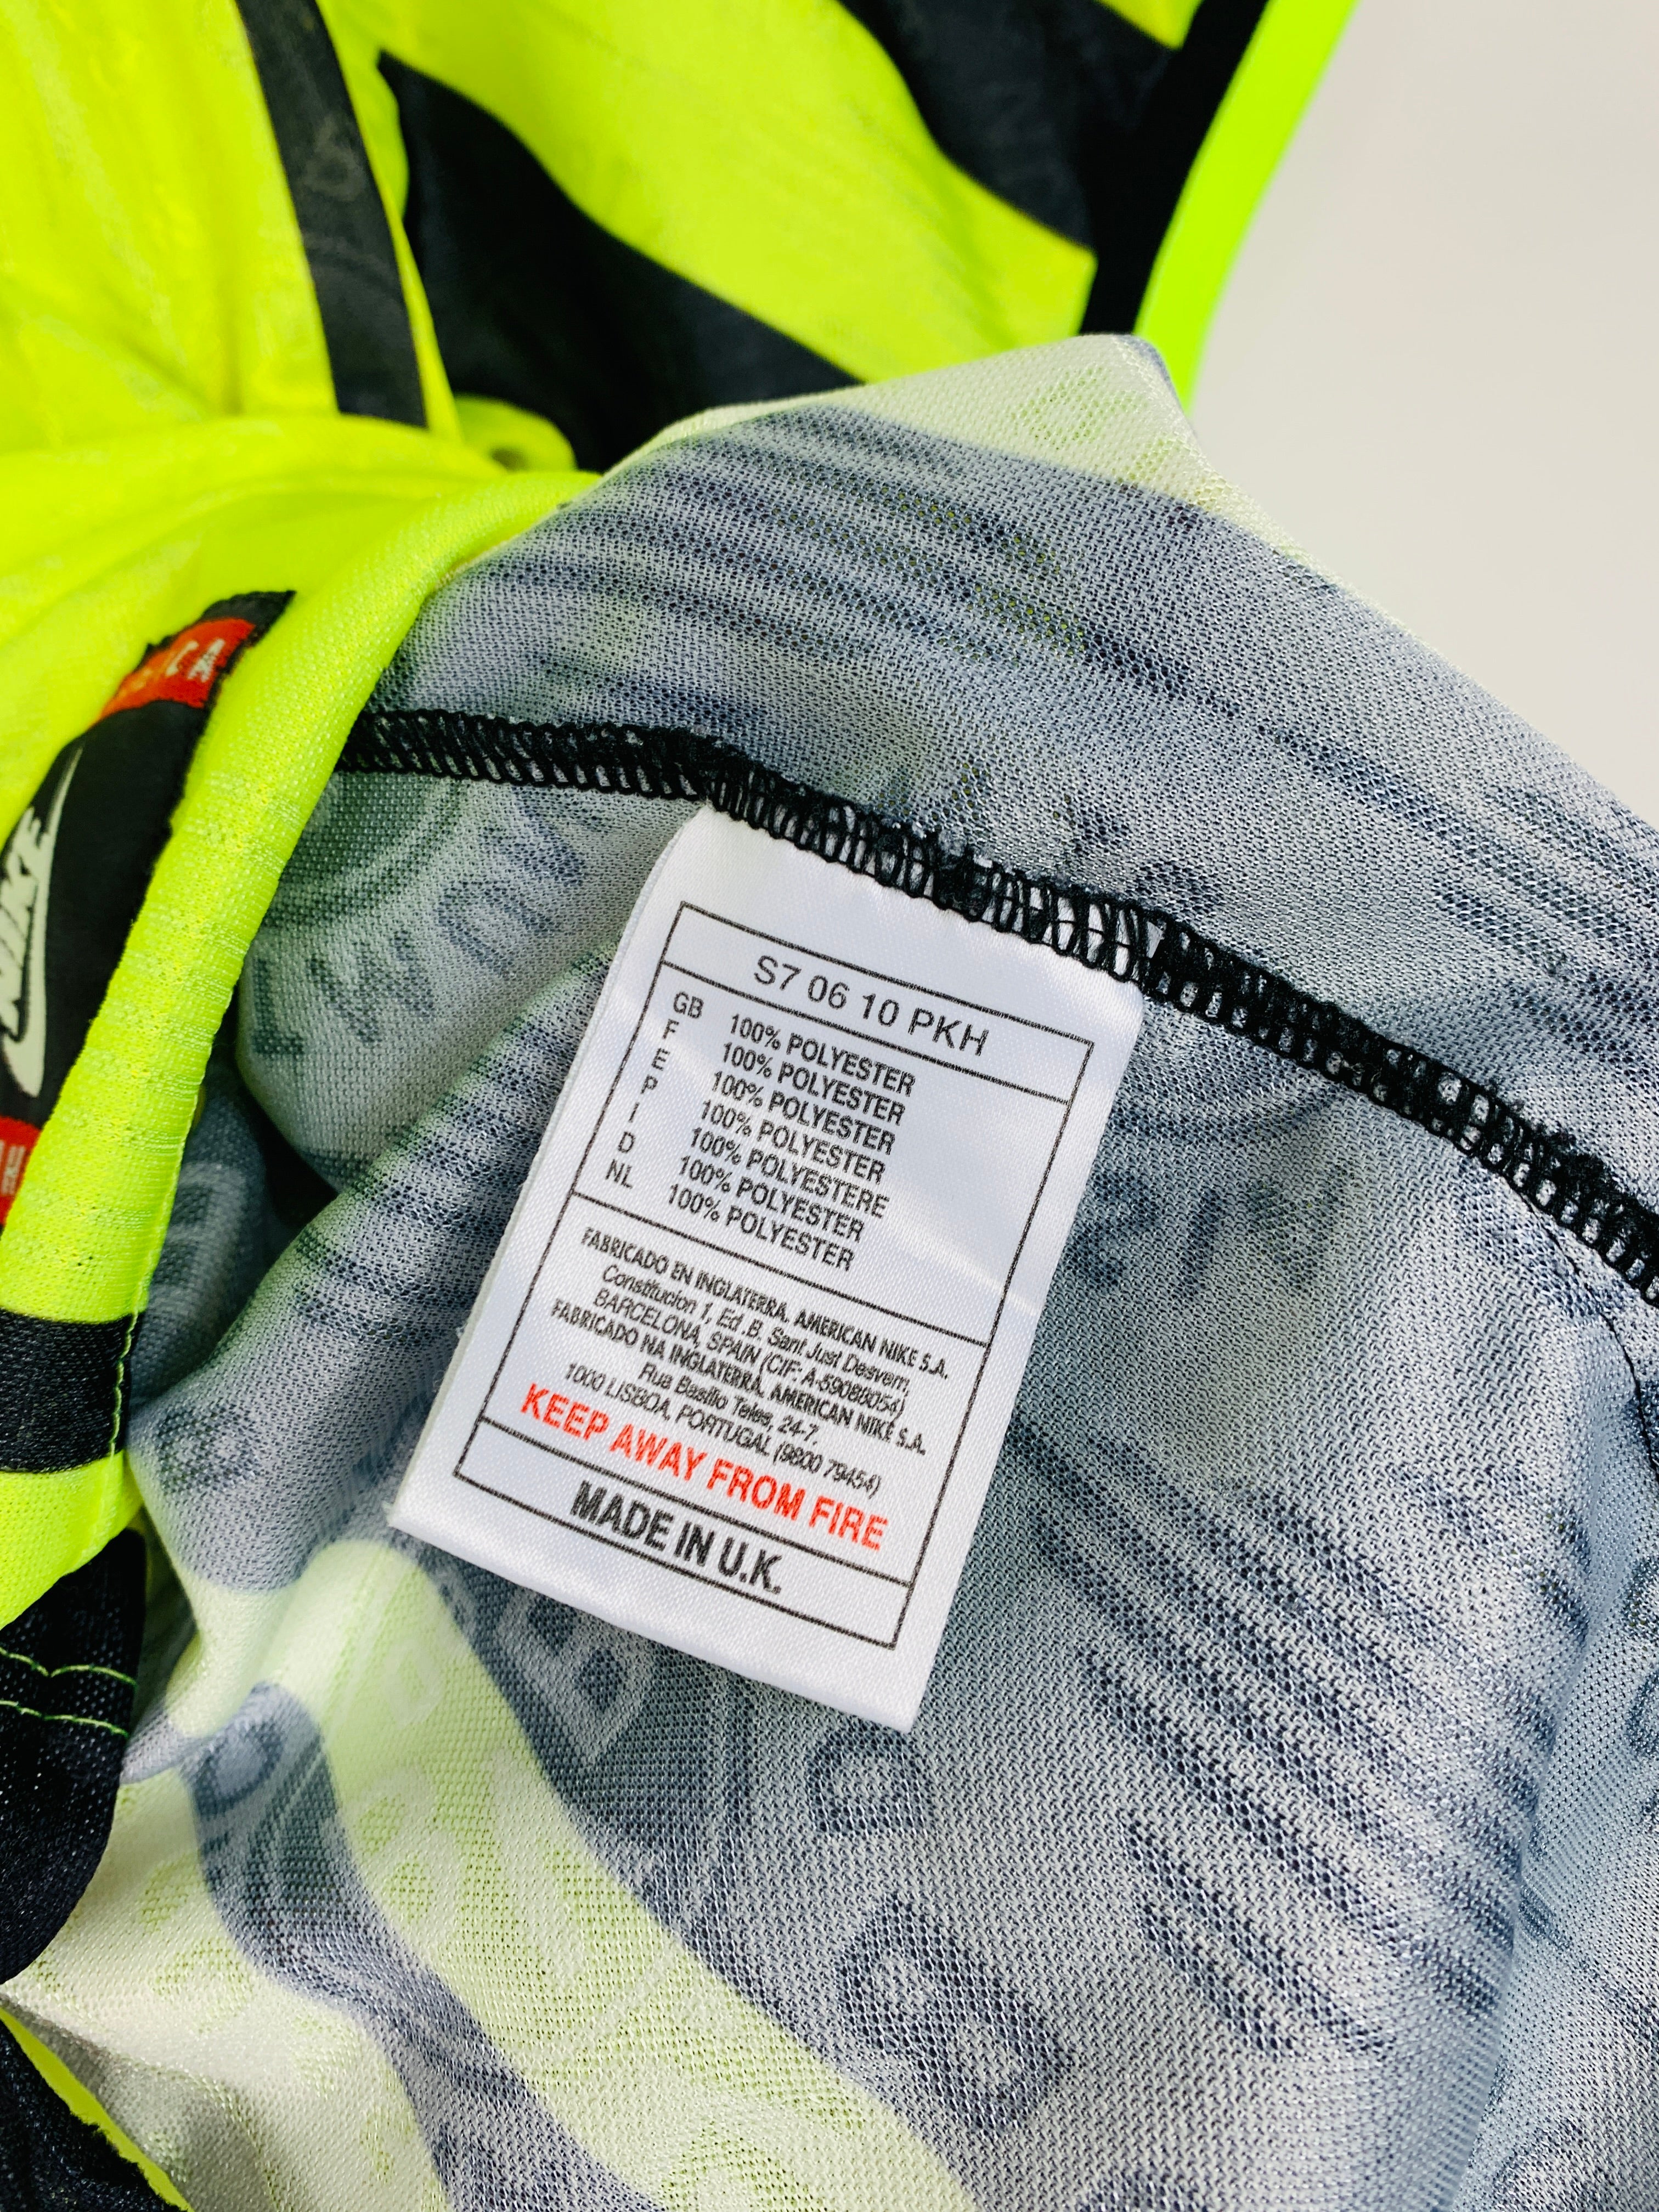 NIKE
S7 06 10 PKH
GB 100% POLYESTER
F 100% POLYESTER
E 100% POLYESTER
P 100% POLYESTER
I 100% POLYESTERE
D 100% POLYESTER
NL 100% POLYESTER
FABRICADO EN INGLATERRA, AMERICAN NIKE S.A.
Constitucion 1, Ed .B. Sant Just Desvern,
BARCELONA, SPAIN (CIF: A-59088054)
FABRICADO NA INGLATERRA, AMERICAN NIKE S.A.
Rua Basilio Teles, 24-7,
1000 LISBOA, PORTUGAL (9800 79454)
KEEP AWAY FROM FIRE
MADE IN U.K.